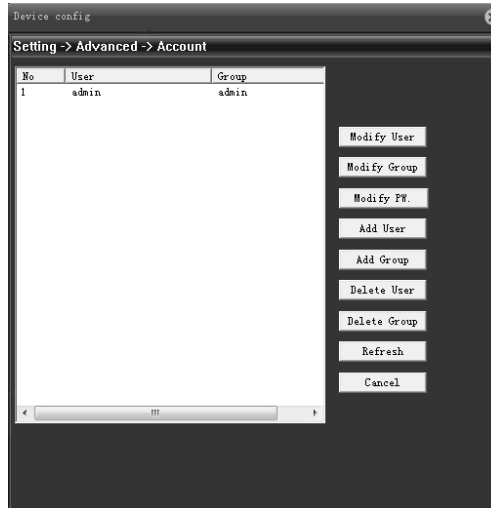 Device config
Setting -> Advanced -> Account
No User Group
1 admin admin
Modify User
Modify Group
Modify PW.
Add User
Add Group
Delete User
Delete Group
Refresh
Cancel